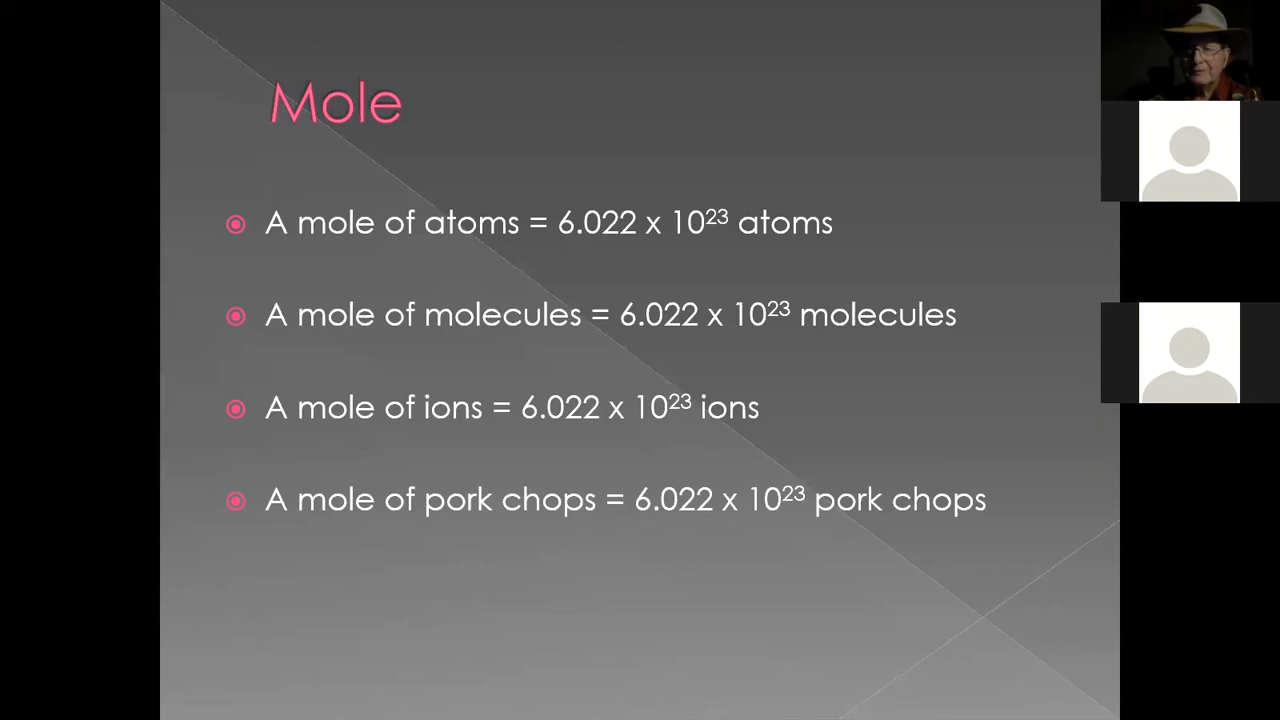 Mole
A mole of atoms = 6.022 x 10²³ atoms
A mole of molecules = 6.022 x 10²³ molecules
A mole of ions = 6.022 x 10²³ ions
A mole of pork chops = 6.022 x 10²³ pork chops